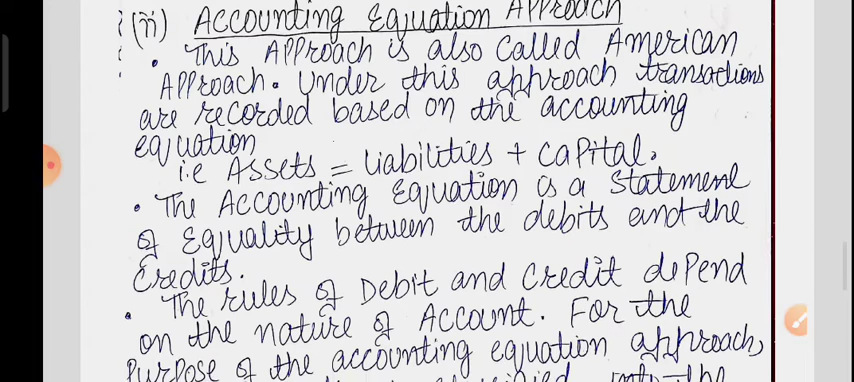 (ii) Accounting Equation Approach
• This Approach is also called American
Approach. Under this approach transactions
are recorded based on the accounting
equation
i.e Assets = Liabilities + Capital.
• The Accounting Equation is a Statement
of Equality between the debits and the
Credits.
• The rules of Debit and Credit depend
on the nature of Account. For the
Purpose of the accounting equation approach,
into the